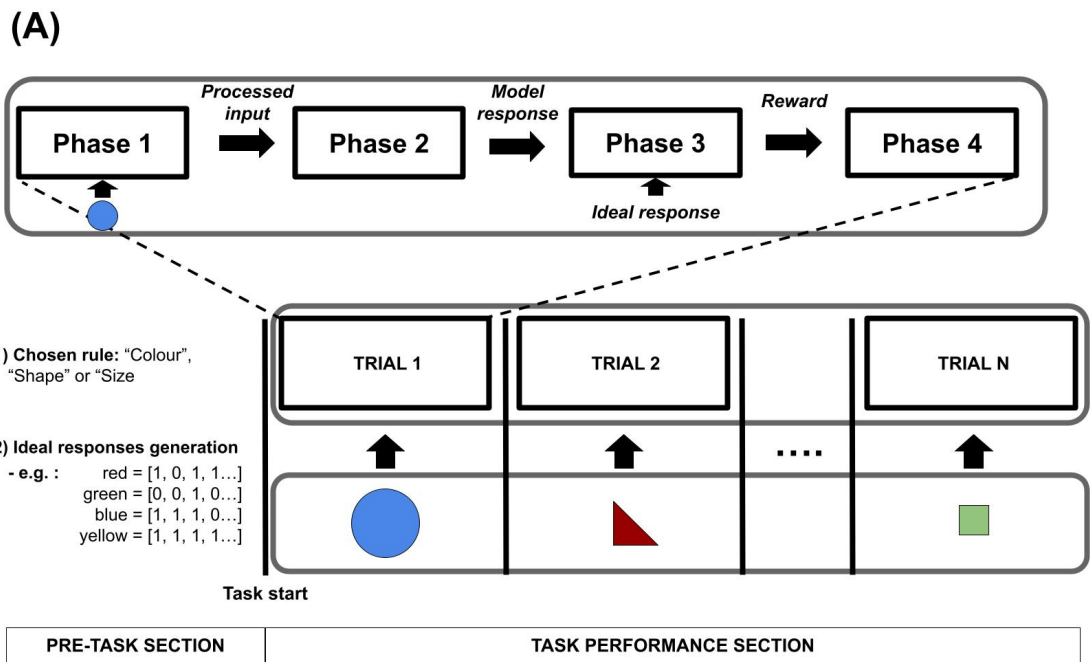 (A)
Processed
input
Model
response
Reward
Phase 1
Phase 2
Phase 3
Phase 4
Ideal response
) Chosen rule: “Colour”,
“Shape” or “Size
TRIAL 1
TRIAL 2
TRIAL N
) Ideal responses generation
- e.g. : red = [1, 0, 1, 1…]
green = [0, 0, 1, 0…]
blue = [1, 1, 1, 0…]
yellow = [1, 1, 1, 1…]
....
Task start
PRE-TASK SECTION
TASK PERFORMANCE SECTION